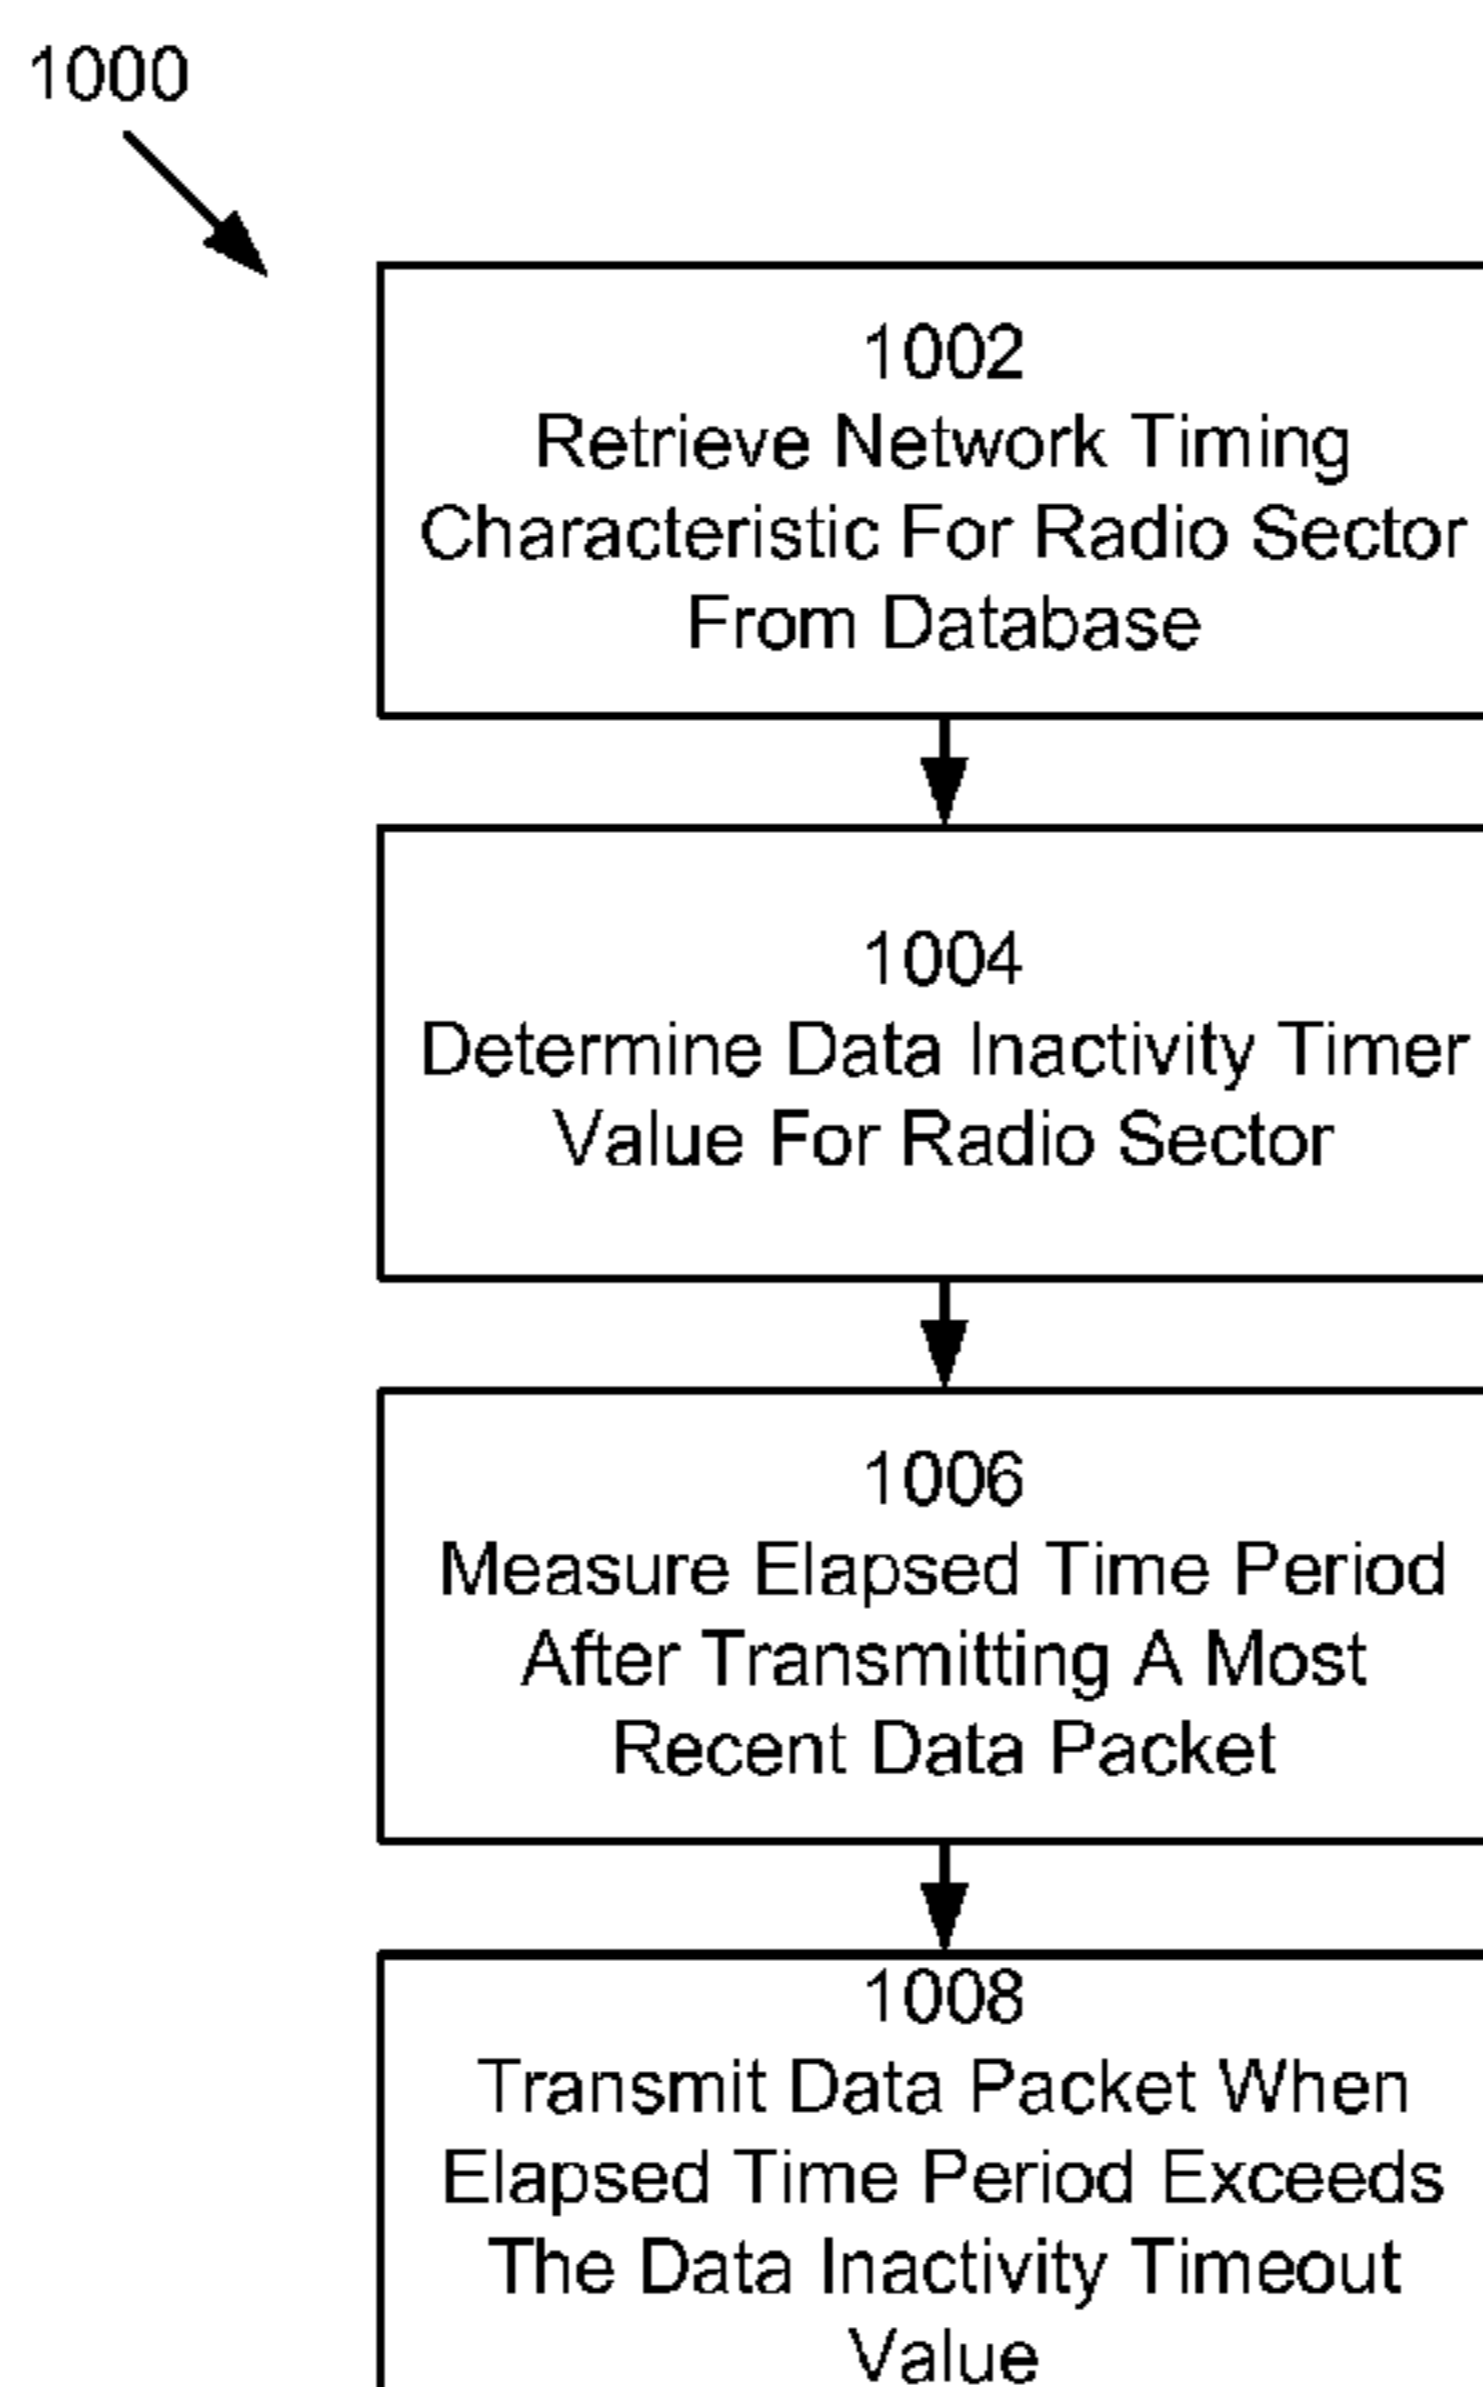 1000
1002
Retrieve Network Timing
Characteristic For Radio Sector
From Database
1004
Determine Data Inactivity Timer
Value For Radio Sector
1006
Measure Elapsed Time Period
After Transmitting A Most
Recent Data Packet
1008
Transmit Data Packet When
Elapsed Time Period Exceeds
The Data Inactivity Timeout
Value